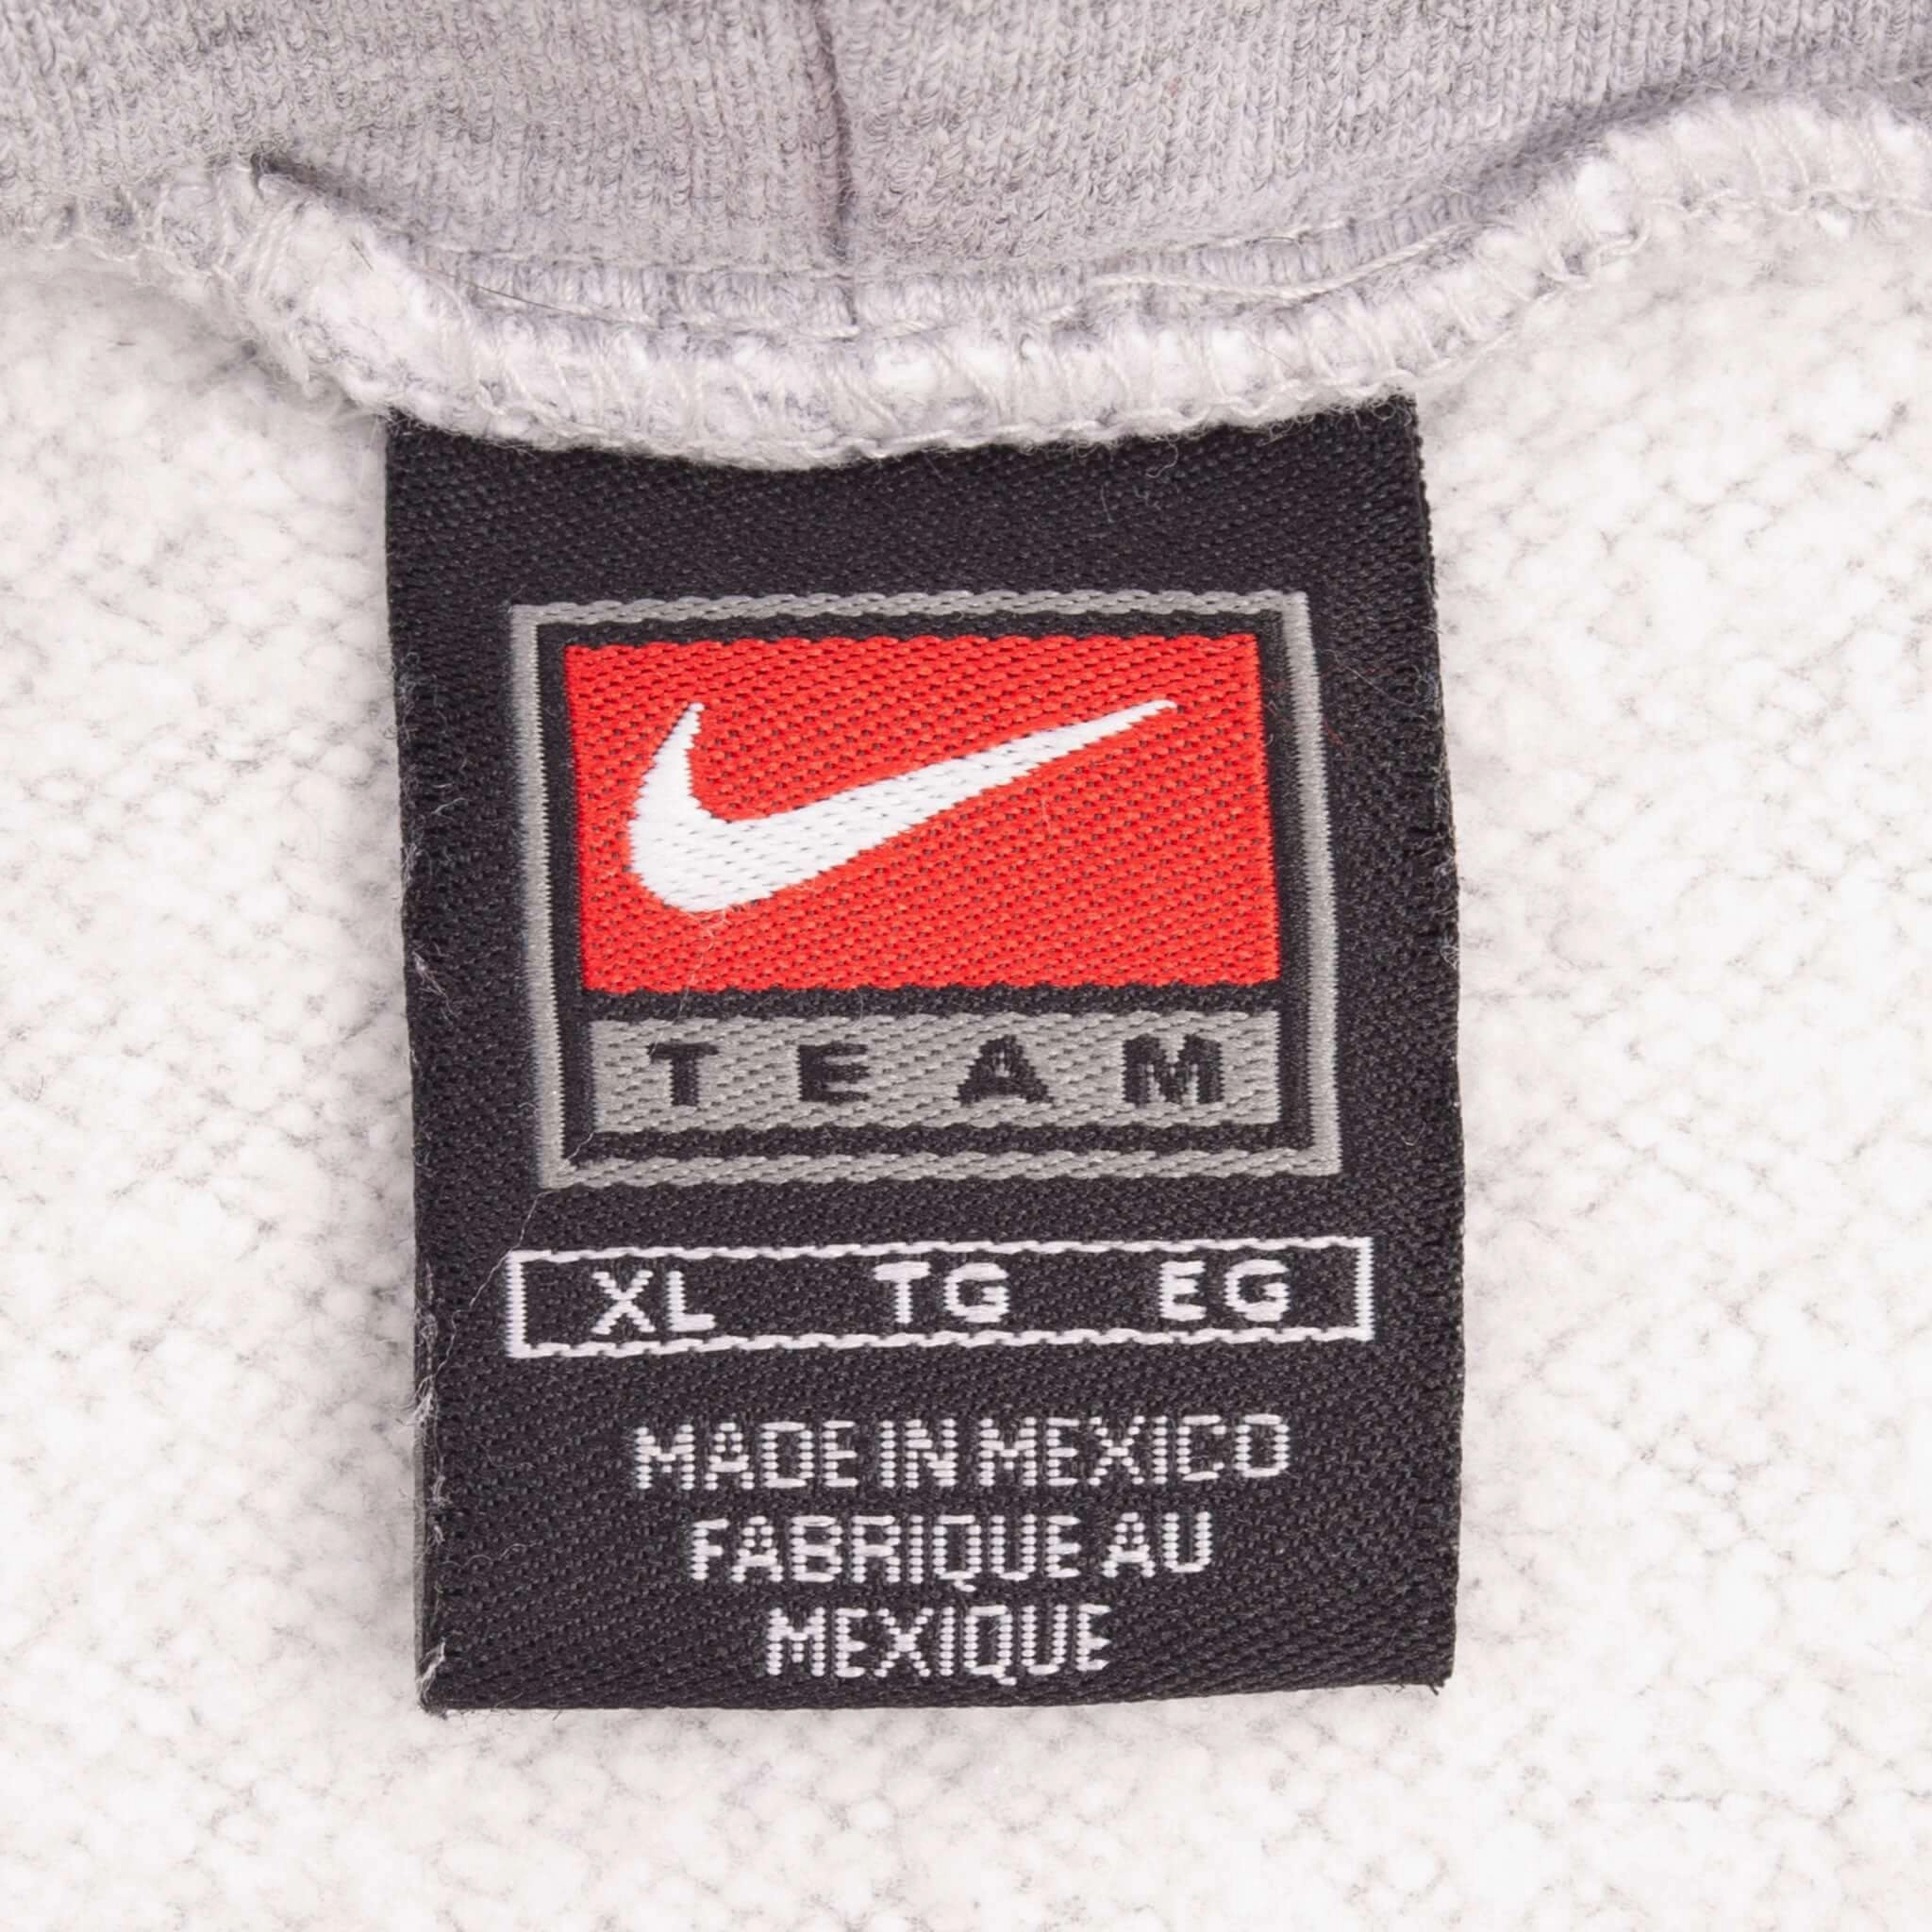 TEAM
XL TG EG
MADE IN MEXICO
FABRIQUE AU
MEXIQUE